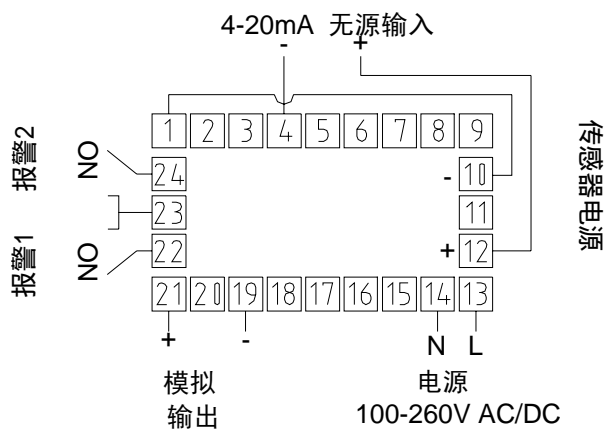 4-20mA 无源输入
- +
1 2 3 4 5 6 7 8 9
报警2
NO
24
- 10
传感器电源
23
11
报警1
NO
22
+ 12
21 20 19 18 17 16 15 14 13
+ - N L
模拟
输出
电源
100-260V AC/DC